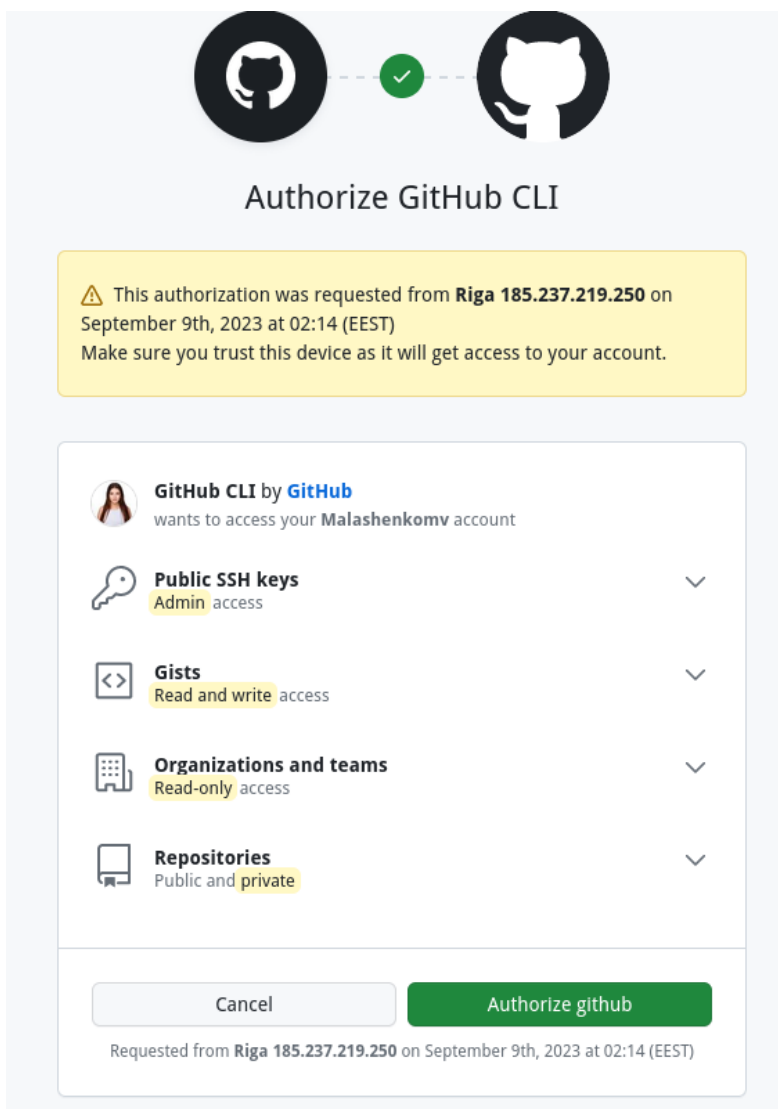 Authorize GitHub CLI
This authorization was requested from Riga 185.237.219.250 on
September 9th, 2023 at 02:14 (EEST)
Make sure you trust this device as it will get access to your account.
GitHub CLI by GitHub
wants to access your Malashenkomv account
Public SSH keys
Admin access
Gists
Read and write access
Organizations and teams
Read-only access
Repositories
Public and private
Cancel
Authorize github
Requested from Riga 185.237.219.250 on September 9th, 2023 at 02:14 (EEST)